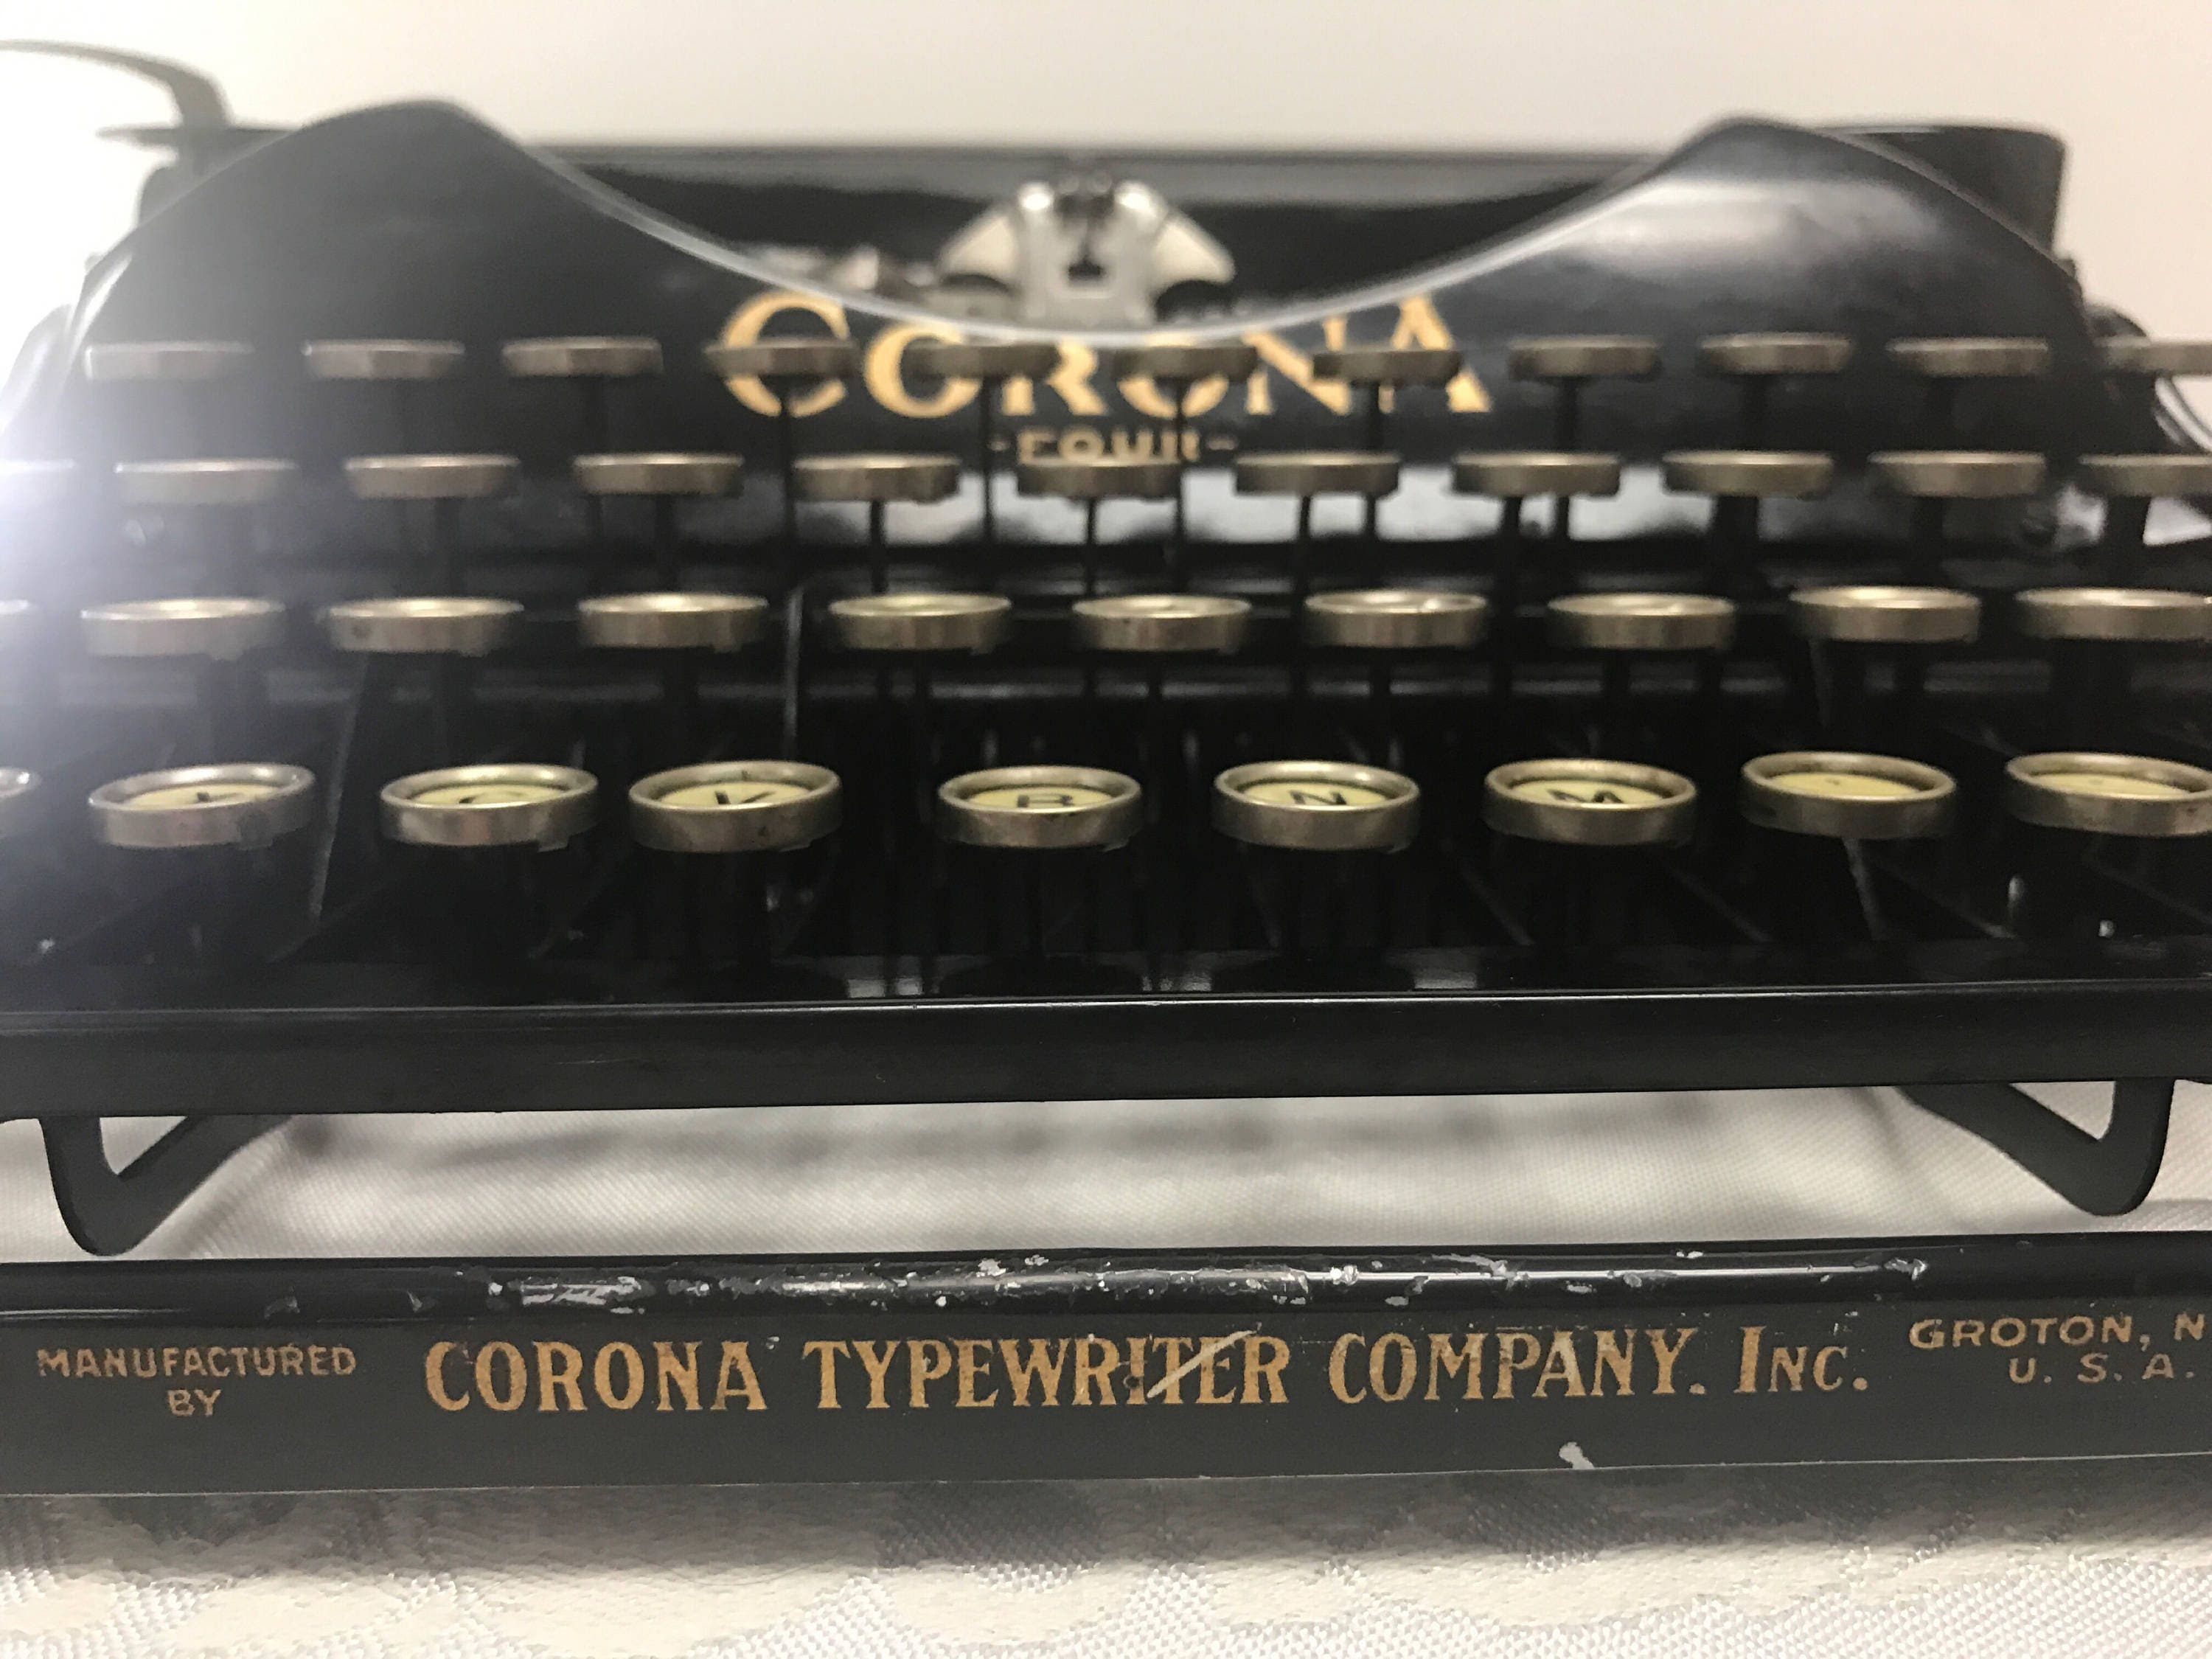 CORONA
-FOUR-
X C V B N M
MANUFACTURED
BY
CORONA TYPEWRITER COMPANY. INC.
GROTON, N
U. S. A.